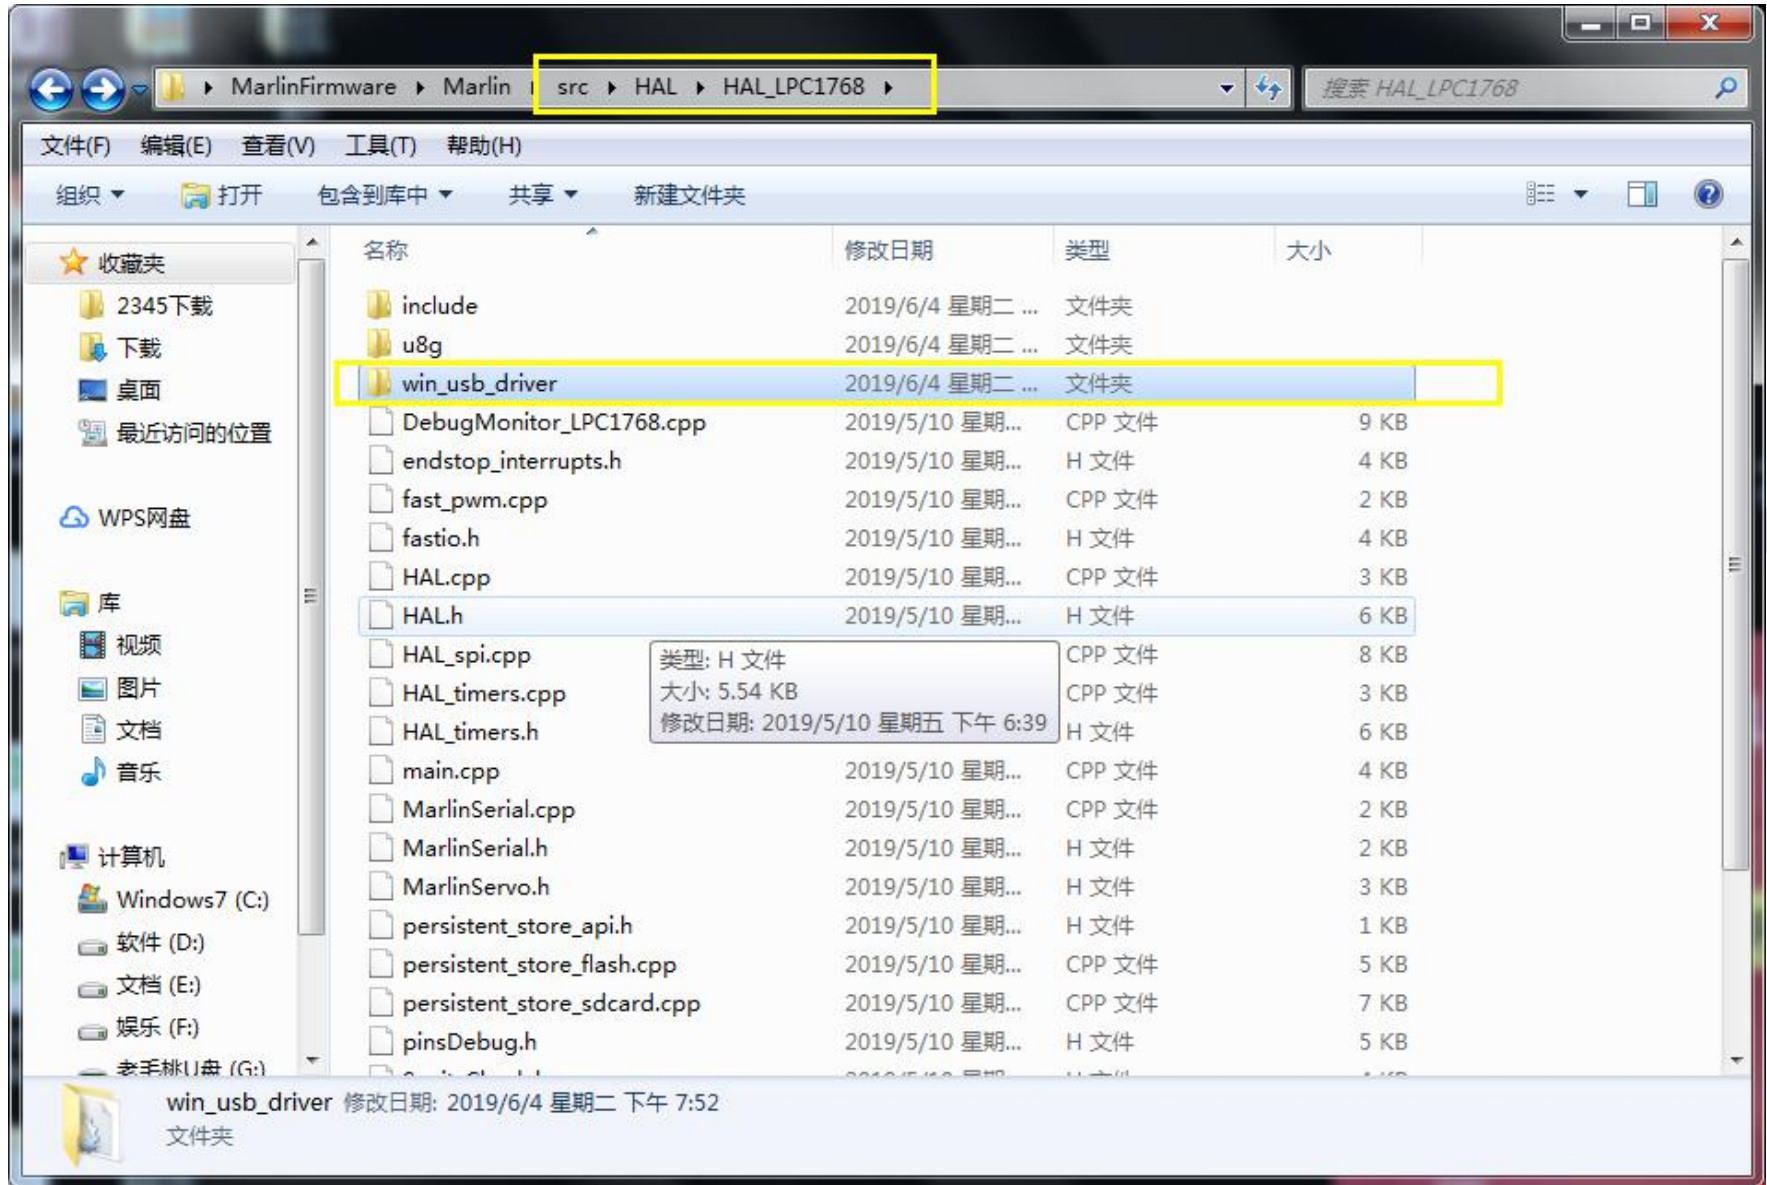 MarlinFirmware Marlin src HAL HAL_LPC1768 搜索 HAL_LPC1768
文件(F) 编辑(E) 查看(V) 工具(T) 帮助(H)
组织 打开 包含到库中 共享 新建文件夹
收藏夹
2345下载
下载
桌面
最近访问的位置
WPS网盘
库
视频
图片
文档
音乐
计算机
Windows7 (C:)
软件 (D:)
文档 (E:)
娱乐 (F:)
老毛桃U盘 (G:)
名称 修改日期 类型 大小
include 2019/6/4 星期二 ... 文件夹
u8g 2019/6/4 星期二 ... 文件夹
win_usb_driver 2019/6/4 星期二 ... 文件夹
DebugMonitor_LPC1768.cpp 2019/5/10 星期... CPP 文件 9 KB
endstop_interrupts.h 2019/5/10 星期... H 文件 4 KB
fast_pwm.cpp 2019/5/10 星期... CPP 文件 2 KB
fastio.h 2019/5/10 星期... H 文件 4 KB
HAL.cpp 2019/5/10 星期... CPP 文件 3 KB
HAL.h 2019/5/10 星期... H 文件 6 KB
HAL_spi.cpp CPP 文件 8 KB
HAL_timers.cpp CPP 文件 3 KB
HAL_timers.h H 文件 6 KB
类型: H 文件
大小: 5.54 KB
修改日期: 2019/5/10 星期五 下午 6:39
main.cpp 2019/5/10 星期... CPP 文件 4 KB
MarlinSerial.cpp 2019/5/10 星期... CPP 文件 2 KB
MarlinSerial.h 2019/5/10 星期... H 文件 2 KB
MarlinServo.h 2019/5/10 星期... H 文件 3 KB
persistent_store_api.h 2019/5/10 星期... H 文件 1 KB
persistent_store_flash.cpp 2019/5/10 星期... CPP 文件 5 KB
persistent_store_sdcard.cpp 2019/5/10 星期... CPP 文件 7 KB
pinsDebug.h 2019/5/10 星期... H 文件 5 KB
win_usb_driver 修改日期: 2019/6/4 星期二 下午 7:52
文件夹